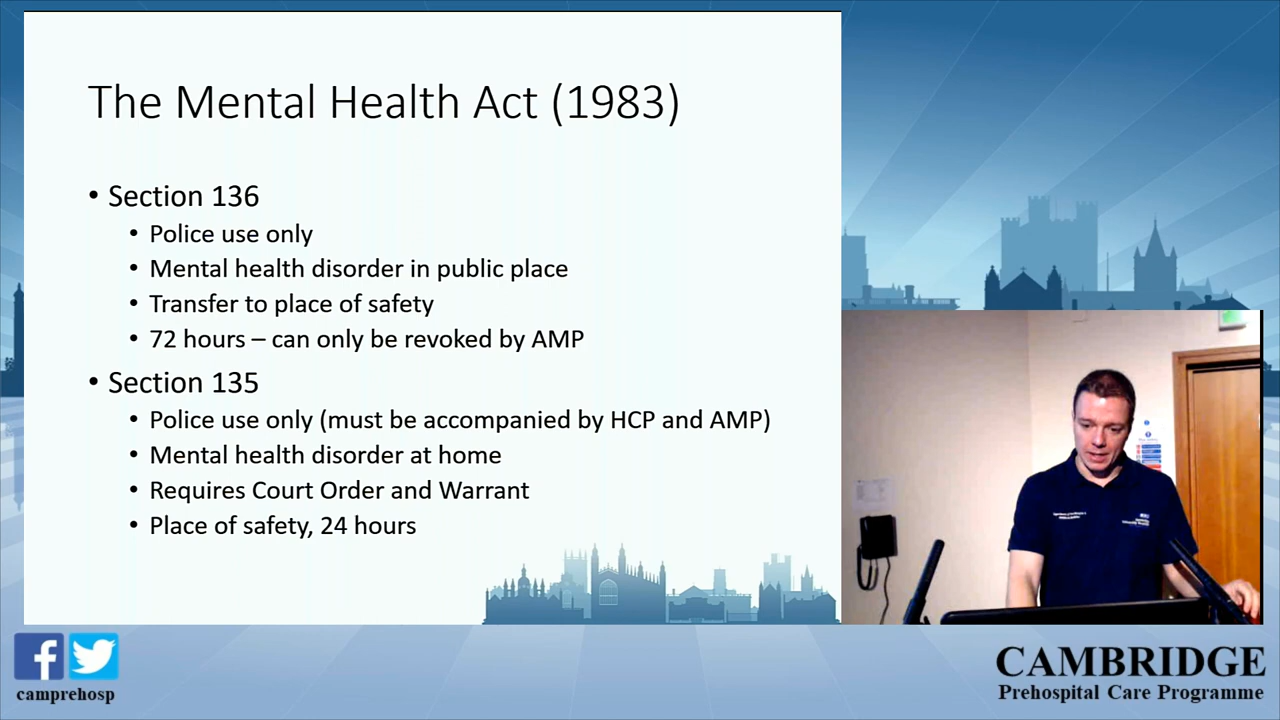 The Mental Health Act (1983)
• Section 136
• Police use only
• Mental health disorder in public place
• Transfer to place of safety
• 72 hours – can only be revoked by AMP
• Section 135
• Police use only (must be accompanied by HCP and AMP)
• Mental health disorder at home
• Requires Court Order and Warrant
• Place of safety, 24 hours
camprehosp
CAMBRIDGE
Prehospital Care Programme